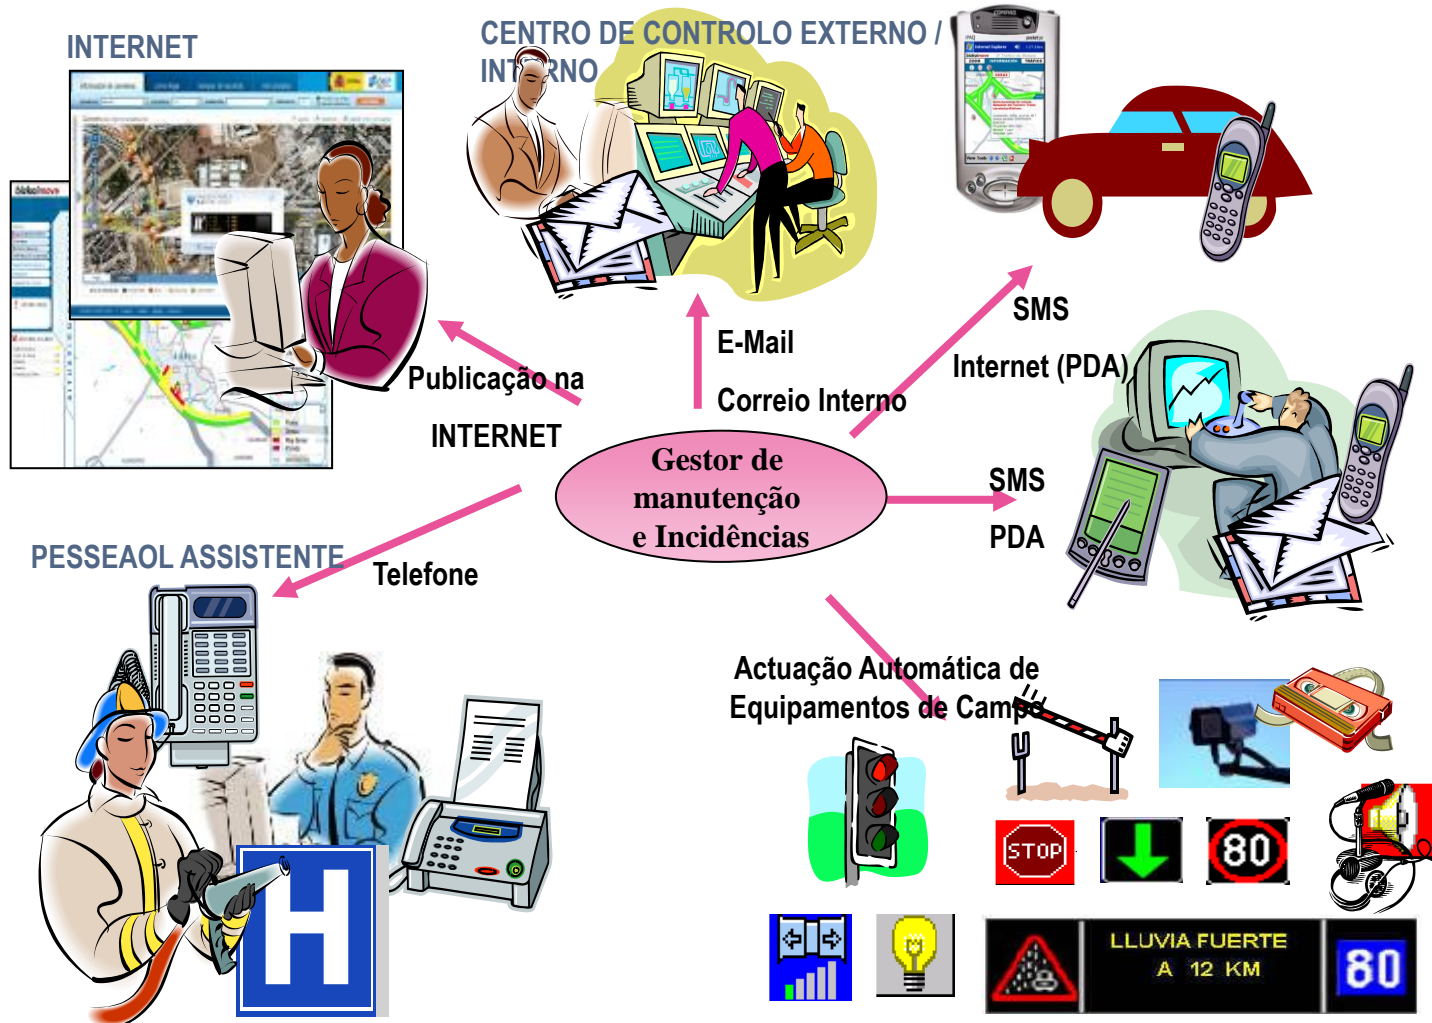 INTERNET
CENTRO DE CONTROLO EXTERNO /
INTERNO
SMS
Internet (PDA)
E-Mail
Correio Interno
Publicação na
INTERNET
Gestor de
manutenção
e Incidências
SMS
PDA
PESSEAOL ASSISTENTE
Telefone
Actuação Automática de
Equipamentos de Campo
STOP
80
H
LLUVIA FUERTE
A 12 KM
80